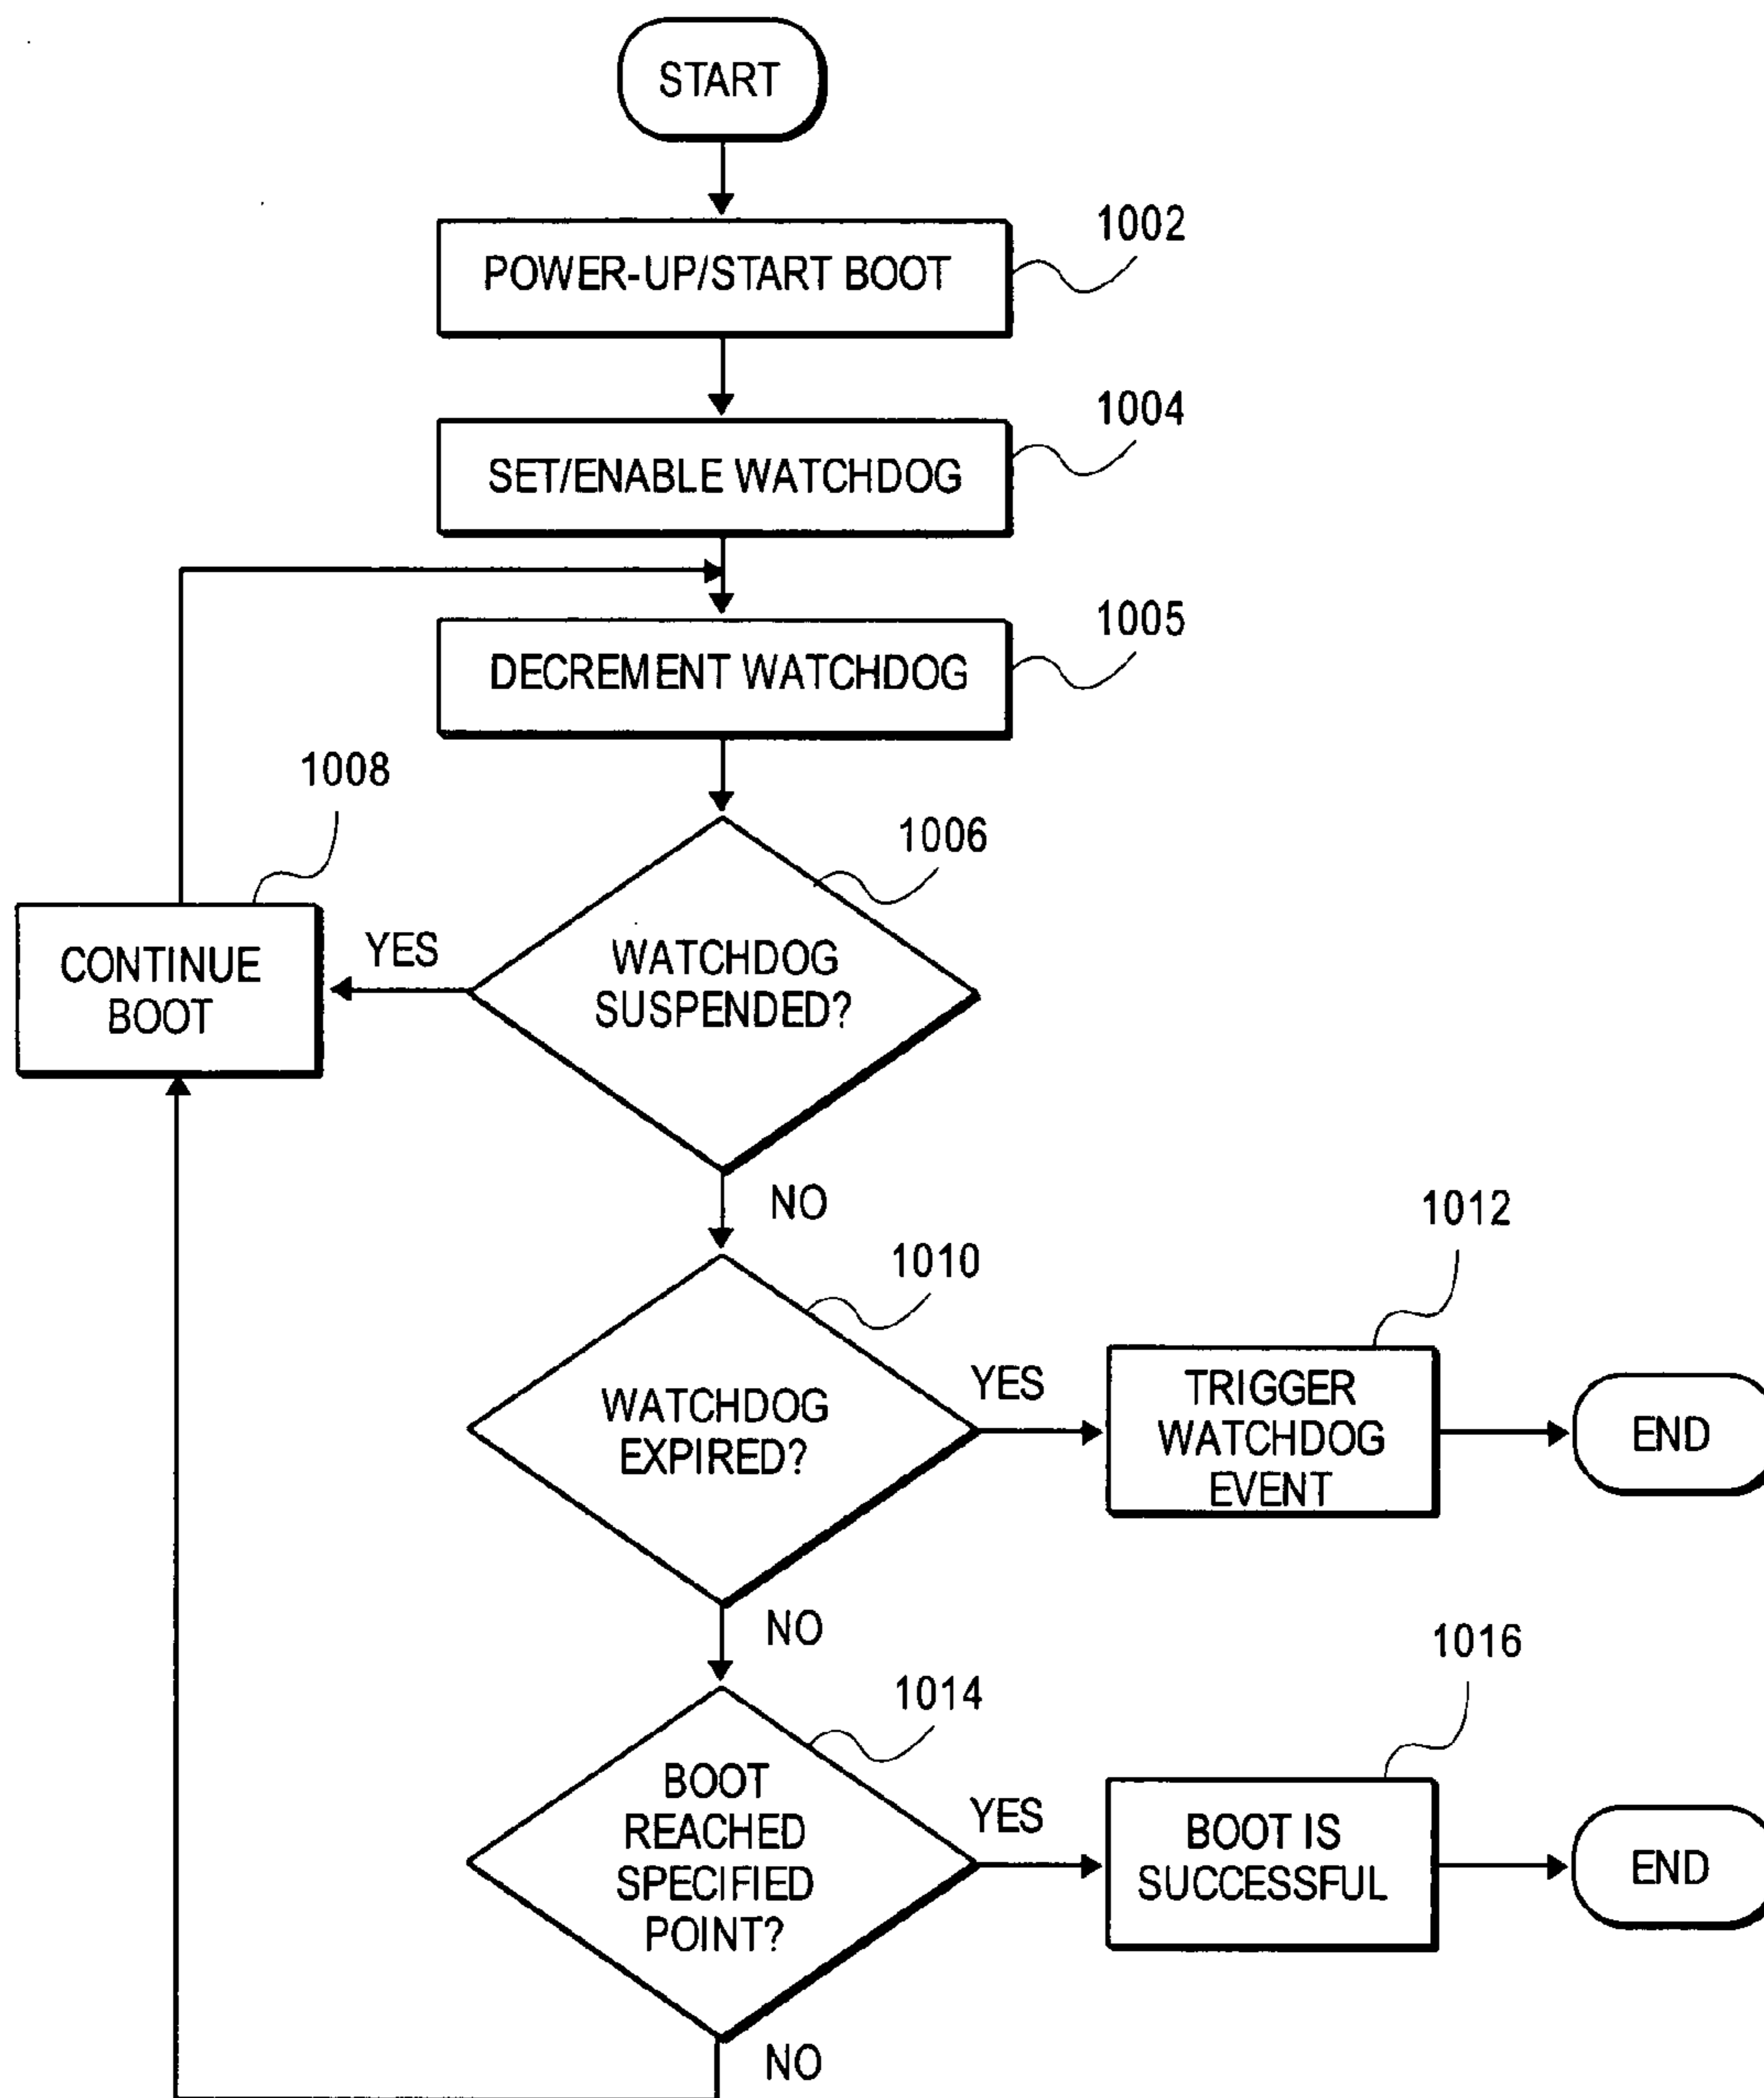 START
1002
POWER-UP/START BOOT
1004
SET/ENABLE WATCHDOG
1005
DECREMENT WATCHDOG
1008
1006
CONTINUE
BOOT
YES
WATCHDOG
SUSPENDED?
NO
1010
1012
WATCHDOG
EXPIRED?
YES
TRIGGER
WATCHDOG
EVENT
END
NO
1014
1016
BOOT
REACHED
SPECIFIED
POINT?
YES
BOOT IS
SUCCESSFUL
END
NO